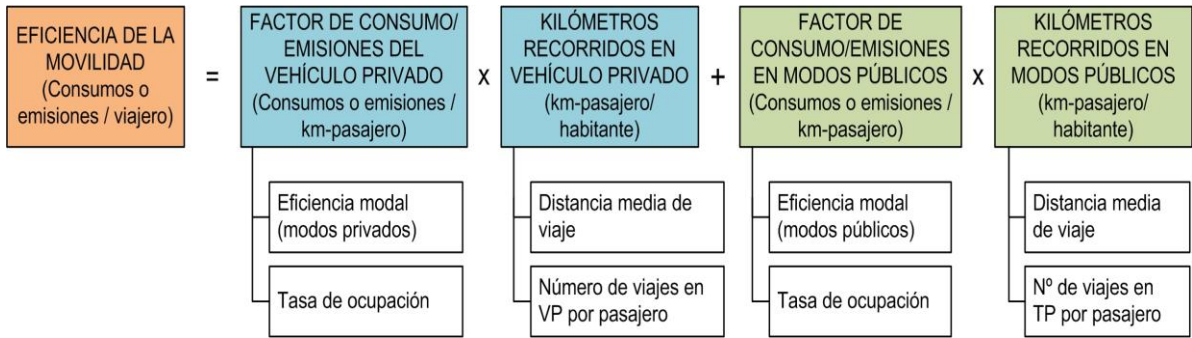 EFICIENCIA DE LA
MOVILIDAD
(Consumos o
emisiones / viajero)
=
FACTOR DE CONSUMO/
EMISIONES DEL
VEHÍCULO PRIVADO
(Consumos o emisiones /
km-pasajero)
x
KILÓMETROS
RECORRIDOS EN
VEHÍCULO PRIVADO
(km-pasajero/
habitante)
+
FACTOR DE
CONSUMO/EMISIONES
EN MODOS PÚBLICOS
(Consumos o emisiones /
km-pasajero)
x
KILÓMETROS
RECORRIDOS EN
MODOS PÚBLICOS
(km-pasajero/
habitante)
Eficiencia modal
(modos privados)
Distancia media de
viaje
Eficiencia modal
(modos públicos)
Distancia media
de viaje
Tasa de ocupación
Número de viajes en
VP por pasajero
Tasa de ocupación
Nº de viajes en
TP por pasajero